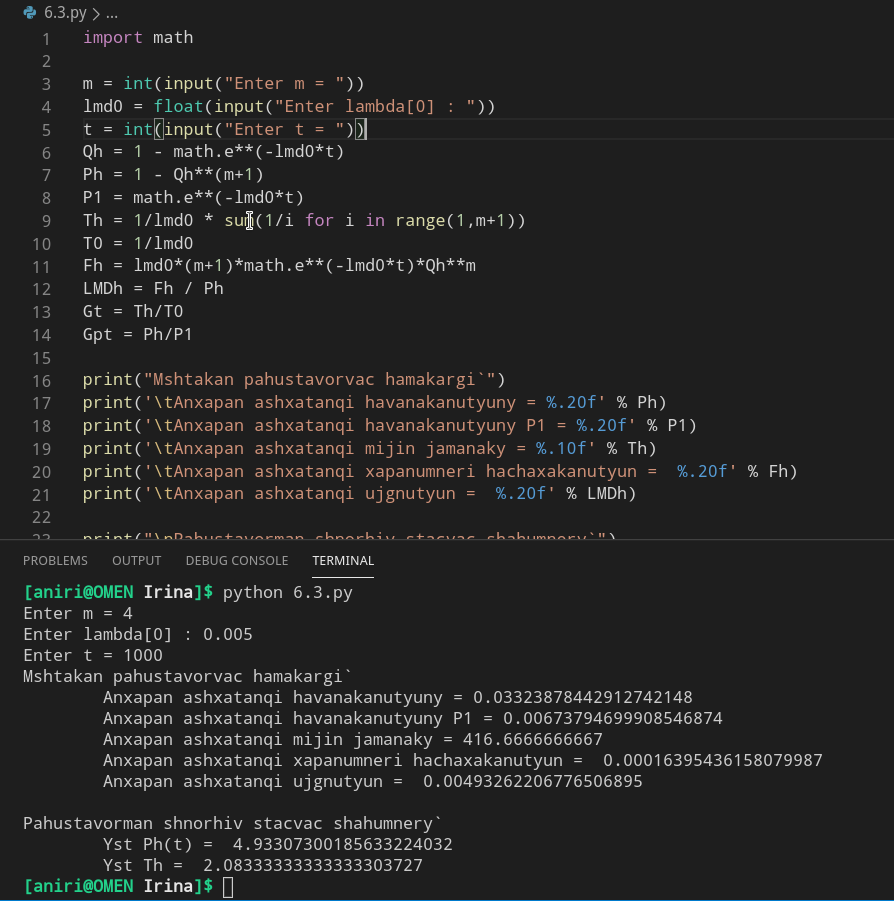 6.3.py > ...
1 import math
2
3 m = int(input("Enter m = "))
4 lmd0 = float(input("Enter lambda[0] : "))
5 t = int(input("Enter t = "))
6 Qh = 1 - math.e**(-lmd0*t)
7 Ph = 1 - Qh**(m+1)
8 P1 = math.e**(-lmd0*t)
9 Th = 1/lmd0 * sum(1/i for i in range(1,m+1))
10 T0 = 1/lmd0
11 Fh = lmd0*(m+1)*math.e**(-lmd0*t)*Qh**m
12 LMDh = Fh / Ph
13 Gt = Th/T0
14 Gpt = Ph/P1
15
16 print("Mshtakan pahustavorvac hamakargi`")
17 print('\tAnxapan ashxatanqi havanakanutyuny = %.20f' % Ph)
18 print('\tAnxapan ashxatanqi havanakanutyuny P1 = %.20f' % P1)
19 print('\tAnxapan ashxatanqi mijin jamanaky = %.10f' % Th)
20 print('\tAnxapan ashxatanqi xapanumneri hachaxakanutyun =  %.20f' % Fh)
21 print('\tAnxapan ashxatanqi ujgnutyun =  %.20f' % LMDh)
22
23 print("\nPahustavorman shnorhiv stacvac shahumnery`")
PROBLEMS OUTPUT DEBUG CONSOLE TERMINAL
[aniri@OMEN Irina]$ python 6.3.py
Enter m = 4
Enter lambda[0] : 0.005
Enter t = 1000
Mshtakan pahustavorvac hamakargi`
Anxapan ashxatanqi havanakanutyuny = 0.03323878442912742148
Anxapan ashxatanqi havanakanutyuny P1 = 0.00673794699908546874
Anxapan ashxatanqi mijin jamanaky = 416.6666666667
Anxapan ashxatanqi xapanumneri hachaxakanutyun =  0.00016395436158079987
Anxapan ashxatanqi ujgnutyun =  0.00493262206776506895

Pahustavorman shnorhiv stacvac shahumnery`
Yst Ph(t) =  4.93307300185633224032
Yst Th =  2.08333333333333303727
[aniri@OMEN Irina]$